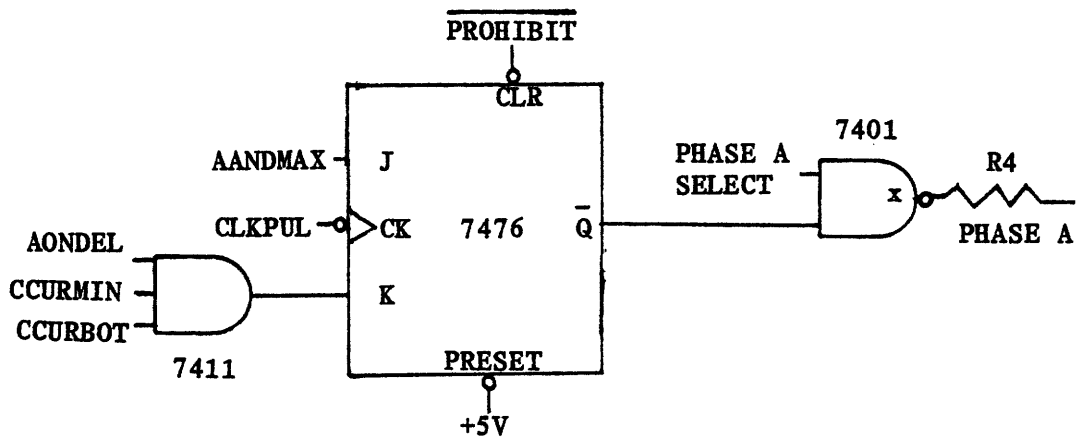 PROHIBIT
CLR
7401
AANDMAX
J
PHASE A
SELECT
x
R4
CLKPUL
CK
7476
Q
PHASE A
AONDEL
CCURMIN
K
CCURBOT
7411
PRESET
+5V